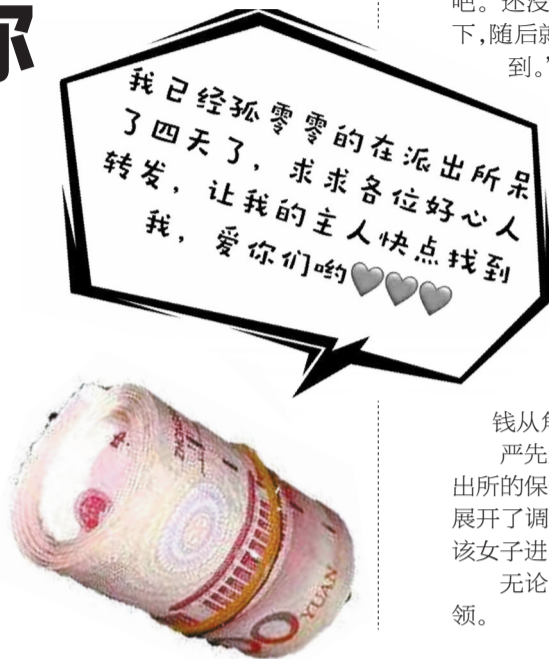 你
我已经孤零零的在派出所呆
了四天了，求求各位好心人
转发，让我的主人快点找到
我，爱你们哟🩶🩶🩶
YUAN
下，随后就
到。”
钱从角
严先
出所的保
展开了调
该女子进
无论
领。